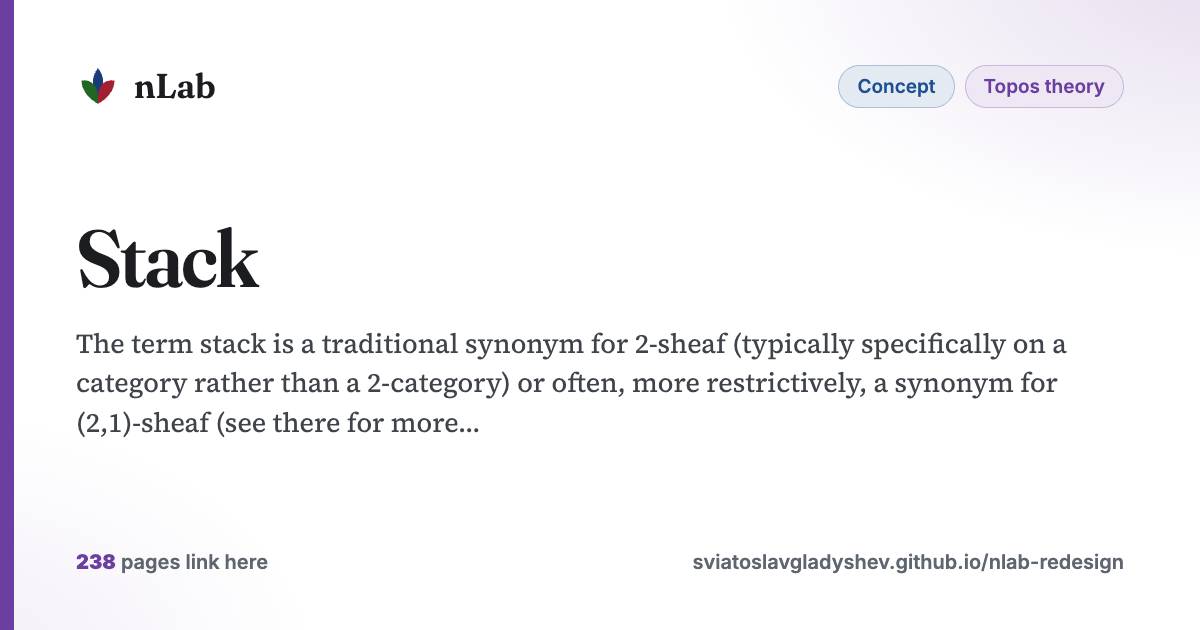 nLab
Concept
Topos theory
Stack
The term stack is a traditional synonym for 2-sheaf (typically specifically on a
category rather than a 2-category) or often, more restrictively, a synonym for
(2,1)-sheaf (see there for more...
238 pages link here
sviatoslavgladyshev.github.io/nlab-redesign